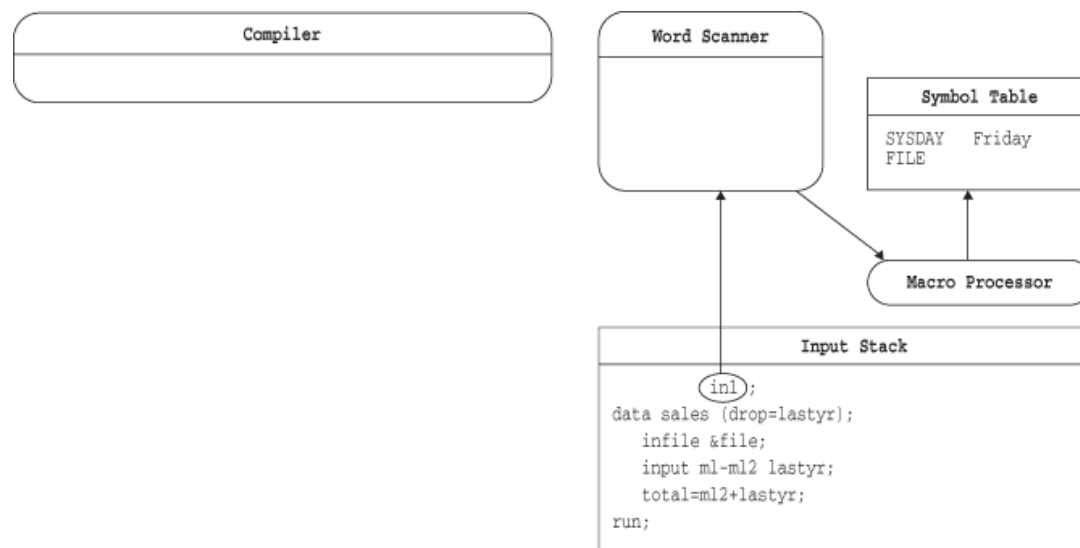 Compiler
Word Scanner
Symbol Table
SYSDAY Friday
FILE
Macro Processor
Input Stack
in1;
data sales (drop=lastyr);
infile &file;
input m1-m12 lastyr;
total=m12+lastyr;
run;